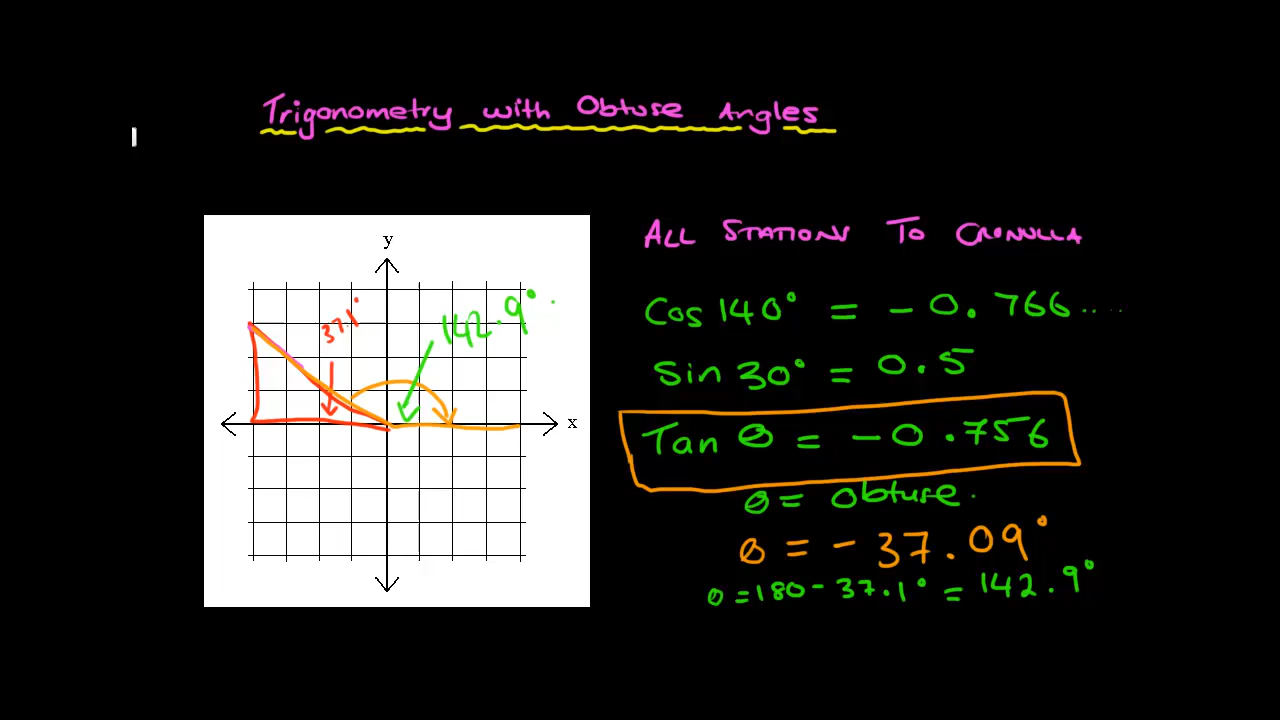 Trigonometry with Obtuse Angles
y
37.1°
142.9°.
x
ALL STATIONS TO CRONULLA
Cos 140° = -0.766....
Sin 30° = 0.5
Tan θ = -0.756
θ = Obtuse.
θ = -37.09°
θ = 180 - 37.1° = 142.9°